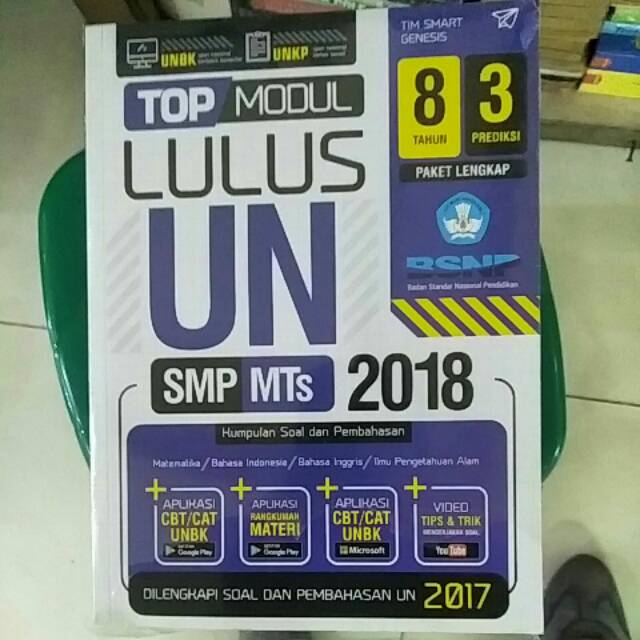 UNBK
UNKP
TIM SMART
GENESIS
TOP MODUL
LULUS
UN
8
TAHUN
3
PREDIKSI
PAKET LENGKAP
BSNP
Badan Standar Nasional Pendidikan
SMP MTs 2018
Kumpulan Soal dan Pembahasan
Matematika / Bahasa Indonesia / Bahasa Inggris / Ilmu Pengetahuan Alam
+ APLIKASI
CBT/CAT
UNBK
Google Play
+ APLIKASI
RANGKUMAN
MATERI
Google Play
+ APLIKASI
CBT/CAT
UNBK
Microsoft
+ VIDEO
TIPS & TRIK
MENGERJAKAN SOAL
YouTube
DILENGKAPI SOAL DAN PEMBAHASAN UN 2017